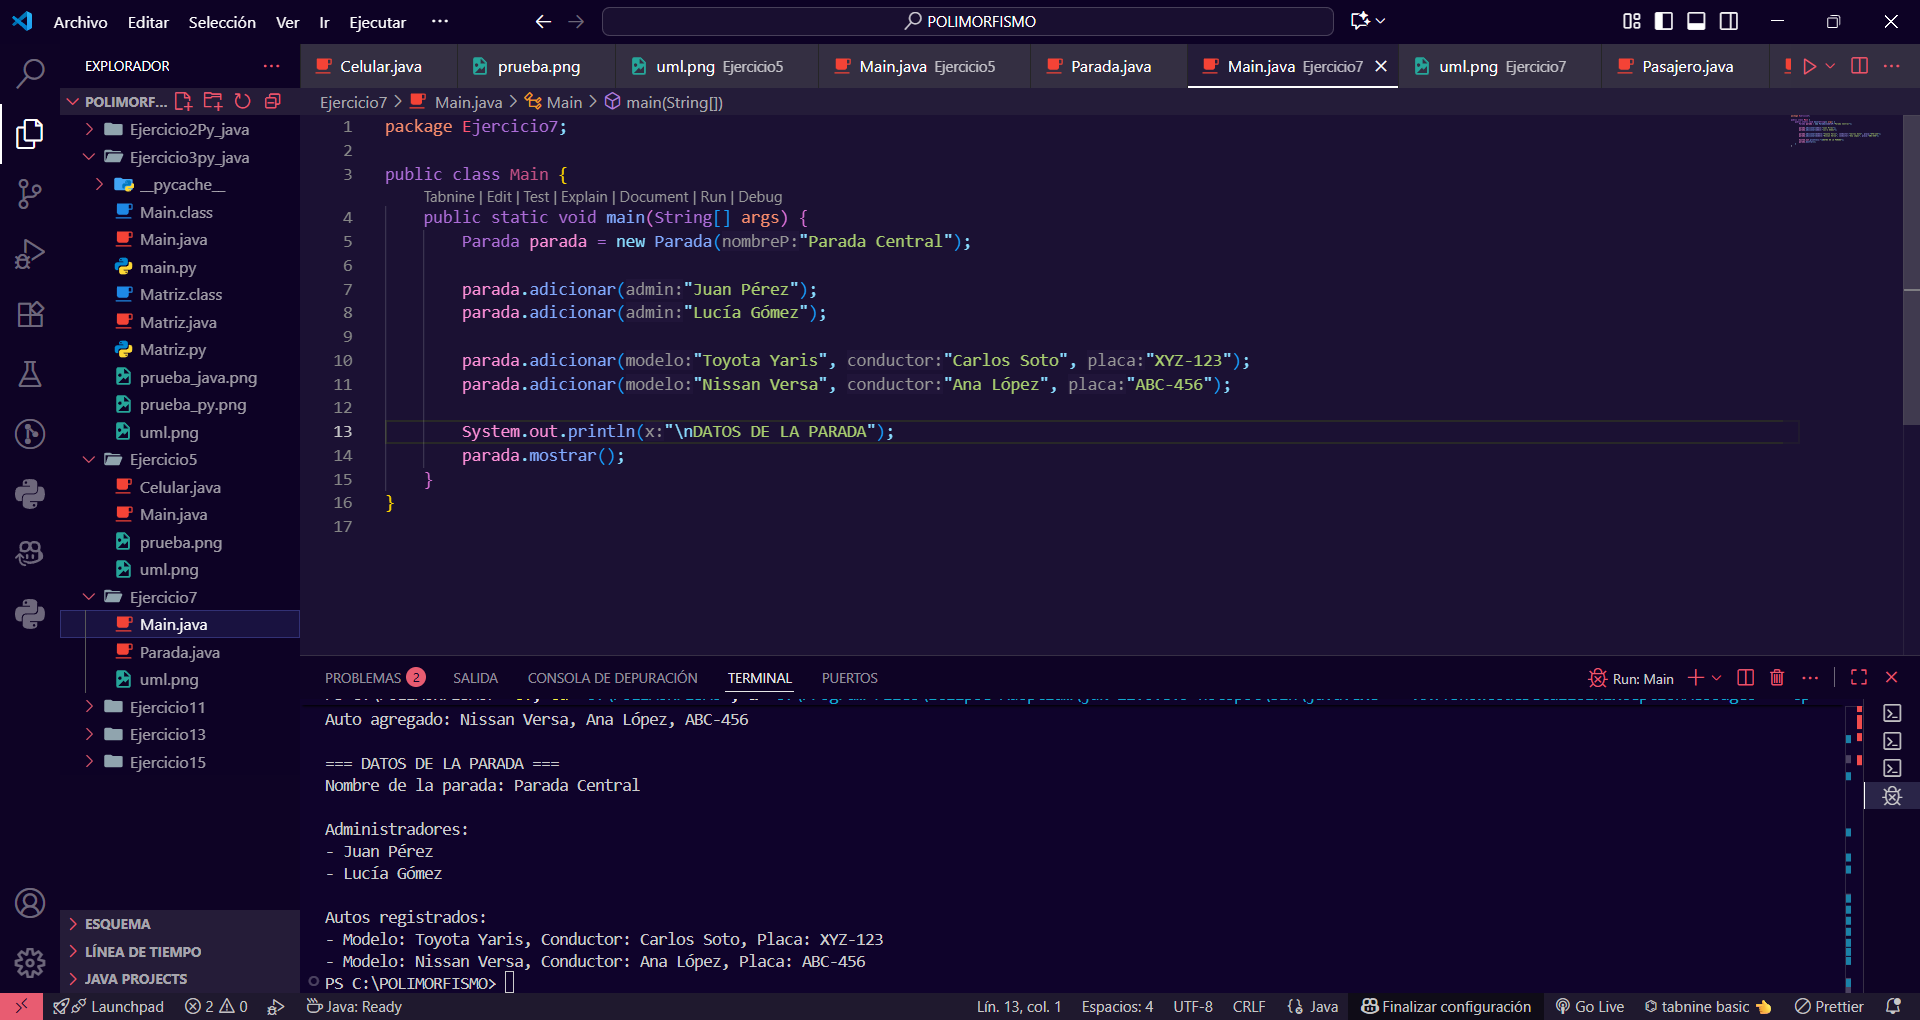 Archivo Editar Selección Ver Ir Ejecutar ··· POLIMORFISMO
EXPLORADOR ···
POLIMORF...
Ejercicio2Py_java
Ejercicio3py_java
__pycache__
Main.class
Main.java
main.py
Matriz.class
Matriz.java
Matriz.py
prueba_java.png
prueba_py.png
uml.png
Ejercicio5
Celular.java
Main.java
prueba.png
uml.png
Ejercicio7
Main.java
Parada.java
uml.png
Ejercicio11
Ejercicio13
Ejercicio15
ESQUEMA
LÍNEA DE TIEMPO
JAVA PROJECTS
Celular.java prueba.png uml.png Ejercicio5 Main.java Ejercicio5 Parada.java Main.java Ejercicio7 uml.png Ejercicio7 Pasajero.java
Ejercicio7 > Main.java > Main > main(String[])
1 package Ejercicio7;
2
3 public class Main {
Tabnine | Edit | Test | Explain | Document | Run | Debug
4 public static void main(String[] args) {
5 Parada parada = new Parada(nombreP:"Parada Central");
6
7 parada.adicionar(admin:"Juan Pérez");
8 parada.adicionar(admin:"Lucía Gómez");
9
10 parada.adicionar(modelo:"Toyota Yaris", conductor:"Carlos Soto", placa:"XYZ-123");
11 parada.adicionar(modelo:"Nissan Versa", conductor:"Ana López", placa:"ABC-456");
12
13 System.out.println(x:"\nDATOS DE LA PARADA");
14 parada.mostrar();
15 }
16 }
17
PROBLEMAS 2 SALIDA CONSOLA DE DEPURACIÓN TERMINAL PUERTOS Run: Main
Auto agregado: Nissan Versa, Ana López, ABC-456
=== DATOS DE LA PARADA ===
Nombre de la parada: Parada Central
Administradores:
- Juan Pérez
- Lucía Gómez
Autos registrados:
- Modelo: Toyota Yaris, Conductor: Carlos Soto, Placa: XYZ-123
- Modelo: Nissan Versa, Conductor: Ana López, Placa: ABC-456
PS C:\POLIMORFISMO>
Launchpad 2 0 Java: Ready Lín. 13, col. 1 Espacios: 4 UTF-8 CRLF {} Java Finalizar configuración Go Live tabnine basic Prettier